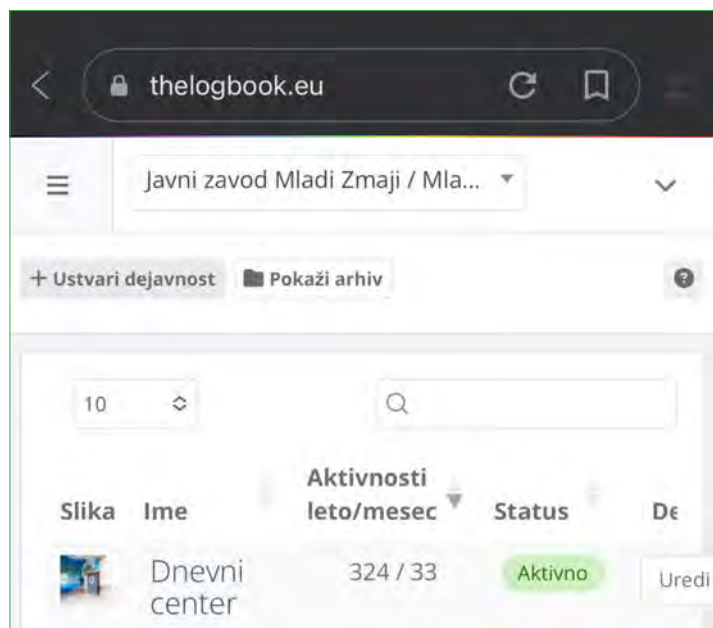 thelogbook.eu
Javni zavod Mladi Zmaji / Mla...
+ Ustvari dejavnost Pokaži arhiv ?
10
Slika Ime Aktivnosti leto/mesec Status De
Dnevni center 324 / 33 Aktivno Uredi